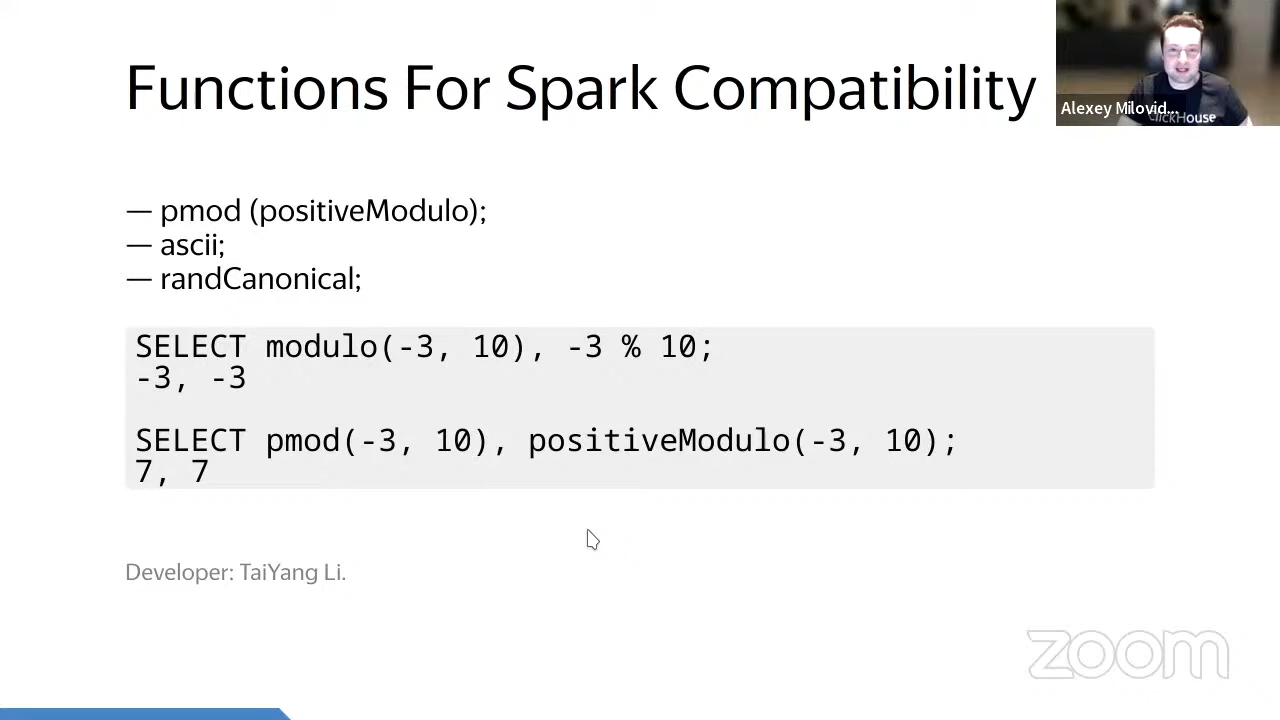 Functions For Spark Compatibility
Alexey Milovid...
ckHouse
— pmod (positiveModulo);
— ascii;
— randCanonical;
SELECT modulo(-3, 10), -3 % 10;
-3, -3
SELECT pmod(-3, 10), positiveModulo(-3, 10);
7, 7
Developer: TaiYang Li.
zoom